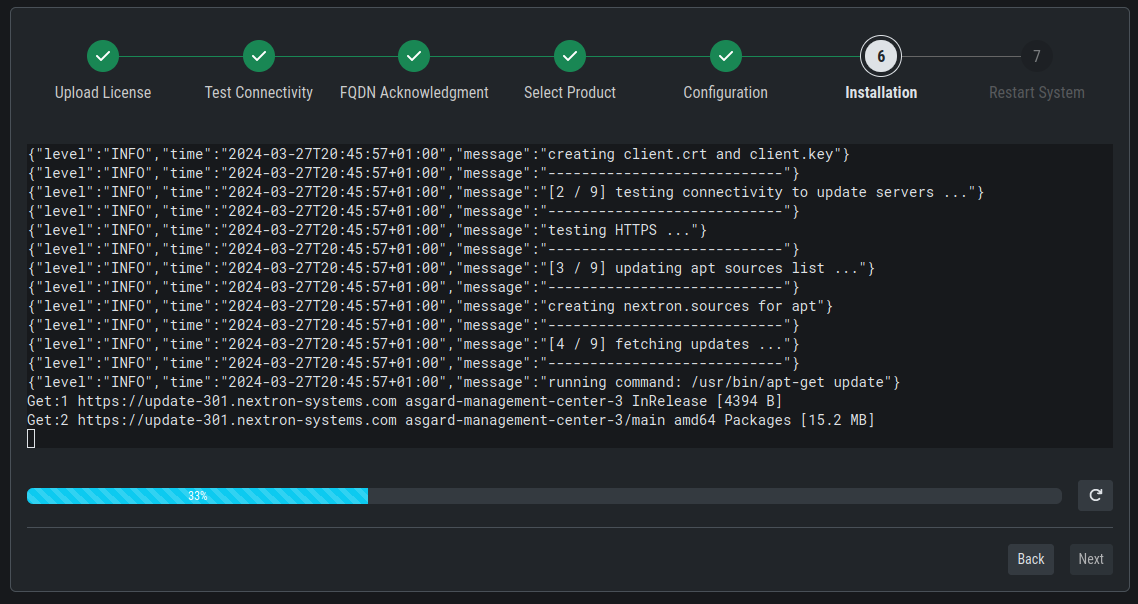 6 7
Upload License Test Connectivity FQDN Acknowledgment Select Product Configuration Installation Restart System
{"level":"INFO","time":"2024-03-27T20:45:57+01:00","message":"creating client.crt and client.key"}
{"level":"INFO","time":"2024-03-27T20:45:57+01:00","message":"----------------------------"}
{"level":"INFO","time":"2024-03-27T20:45:57+01:00","message":"[2 / 9] testing connectivity to update servers ..."}
{"level":"INFO","time":"2024-03-27T20:45:57+01:00","message":"----------------------------"}
{"level":"INFO","time":"2024-03-27T20:45:57+01:00","message":"testing HTTPS ..."}
{"level":"INFO","time":"2024-03-27T20:45:57+01:00","message":"----------------------------"}
{"level":"INFO","time":"2024-03-27T20:45:57+01:00","message":"[3 / 9] updating apt sources list ..."}
{"level":"INFO","time":"2024-03-27T20:45:57+01:00","message":"----------------------------"}
{"level":"INFO","time":"2024-03-27T20:45:57+01:00","message":"creating nextron.sources for apt"}
{"level":"INFO","time":"2024-03-27T20:45:57+01:00","message":"----------------------------"}
{"level":"INFO","time":"2024-03-27T20:45:57+01:00","message":"[4 / 9] fetching updates ..."}
{"level":"INFO","time":"2024-03-27T20:45:57+01:00","message":"----------------------------"}
{"level":"INFO","time":"2024-03-27T20:45:57+01:00","message":"running command: /usr/bin/apt-get update"}
Get:1 https://update-301.nextron-systems.com asgard-management-center-3 InRelease [4394 B]
Get:2 https://update-301.nextron-systems.com asgard-management-center-3/main amd64 Packages [15.2 MB]
33%
Back Next